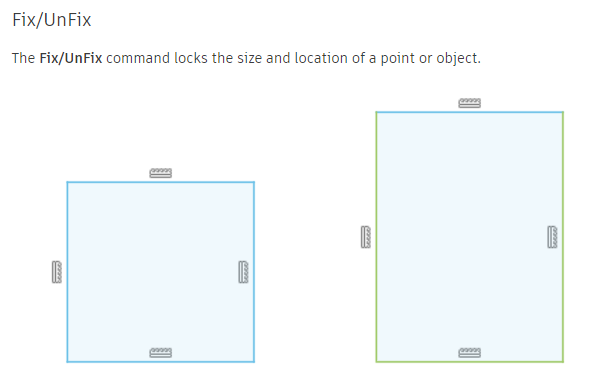 Fix/UnFix
The Fix/UnFix command locks the size and location of a point or object.